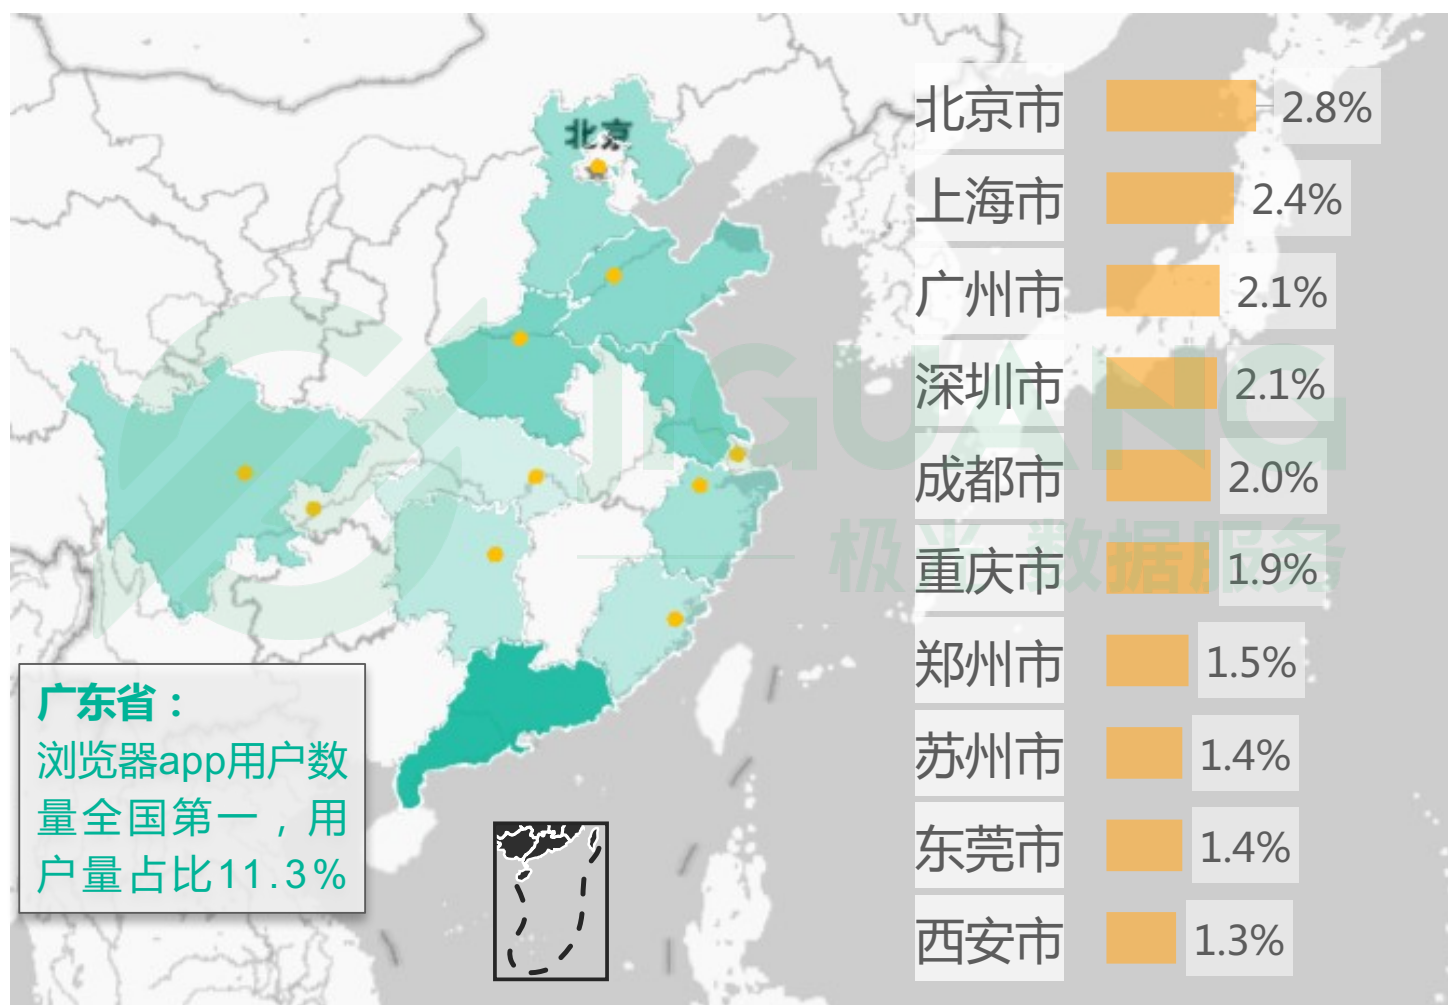 北京
北京市 2.8%
上海市 2.4%
广州市 2.1%
深圳市 2.1%
成都市 2.0%
重庆市 1.9%
郑州市 1.5%
苏州市 1.4%
东莞市 1.4%
西安市 1.3%
广东省：
浏览器app用户数
量全国第一，用
户量占比11.3%
JIGUANG
极光 数据服务